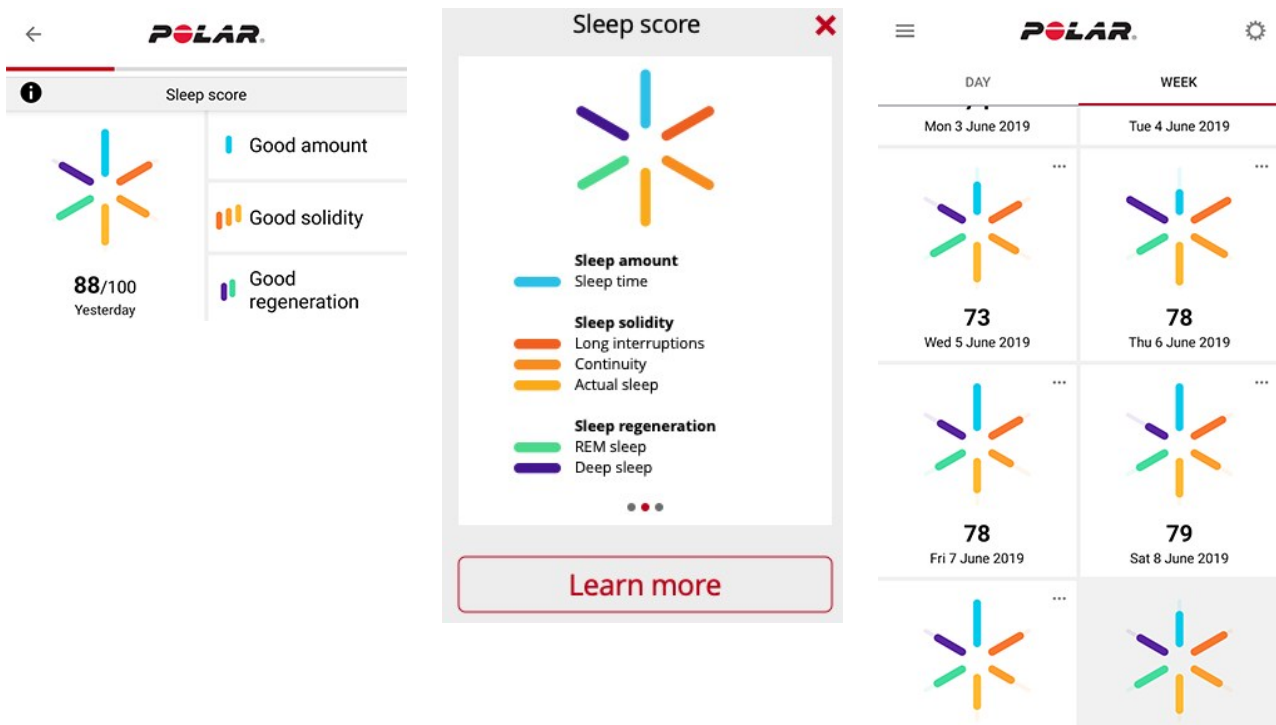 POLAR.
Sleep score
Good amount
Good solidity
Good
regeneration
88/100
Yesterday
Sleep score
Sleep amount
Sleep time
Sleep solidity
Long interruptions
Continuity
Actual sleep
Sleep regeneration
REM sleep
Deep sleep
Learn more
POLAR.
DAY
WEEK
Mon 3 June 2019
Tue 4 June 2019
73
Wed 5 June 2019
78
Thu 6 June 2019
78
Fri 7 June 2019
79
Sat 8 June 2019